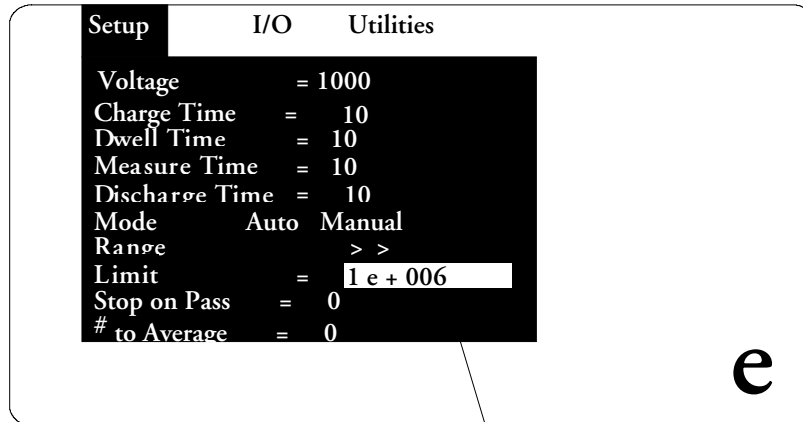 Setup I/O Utilities
Voltage = 1000
Charge Time = 10
Dwell Time = 10
Measure Time = 10
Discharge Time = 10
Mode Auto Manual
Range > >
Limit = 1 e + 006
Stop on Pass = 0
# to Average = 0
e